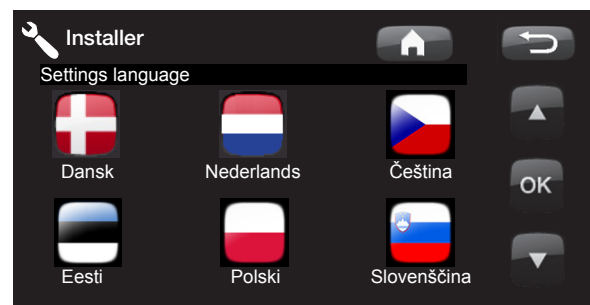 Installer
Settings language
Dansk Nederlands Čeština
OK
Eesti Polski Slovenščina